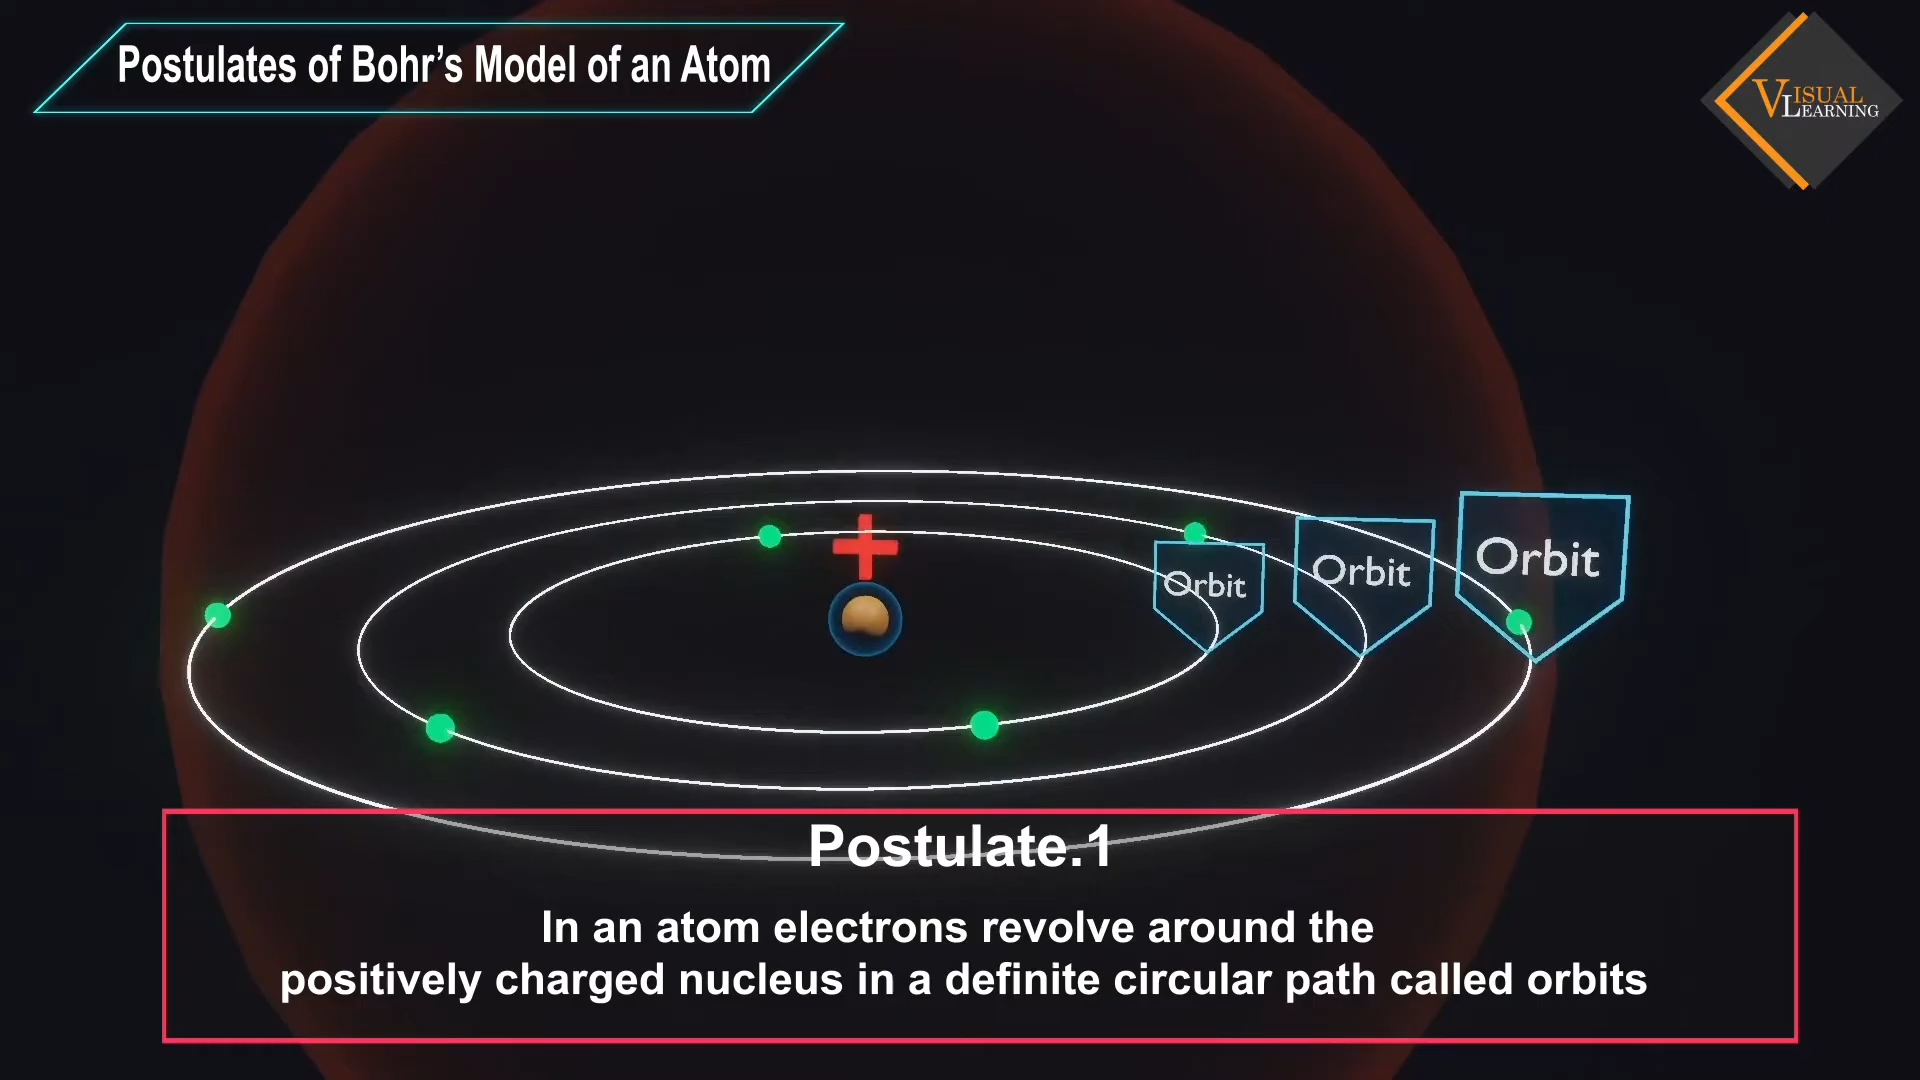 Postulates of Bohr’s Model of an Atom
VISUAL
LEARNING
Orbit
Orbit
Orbit
Postulate.1
In an atom electrons revolve around the
positively charged nucleus in a definite circular path called orbits